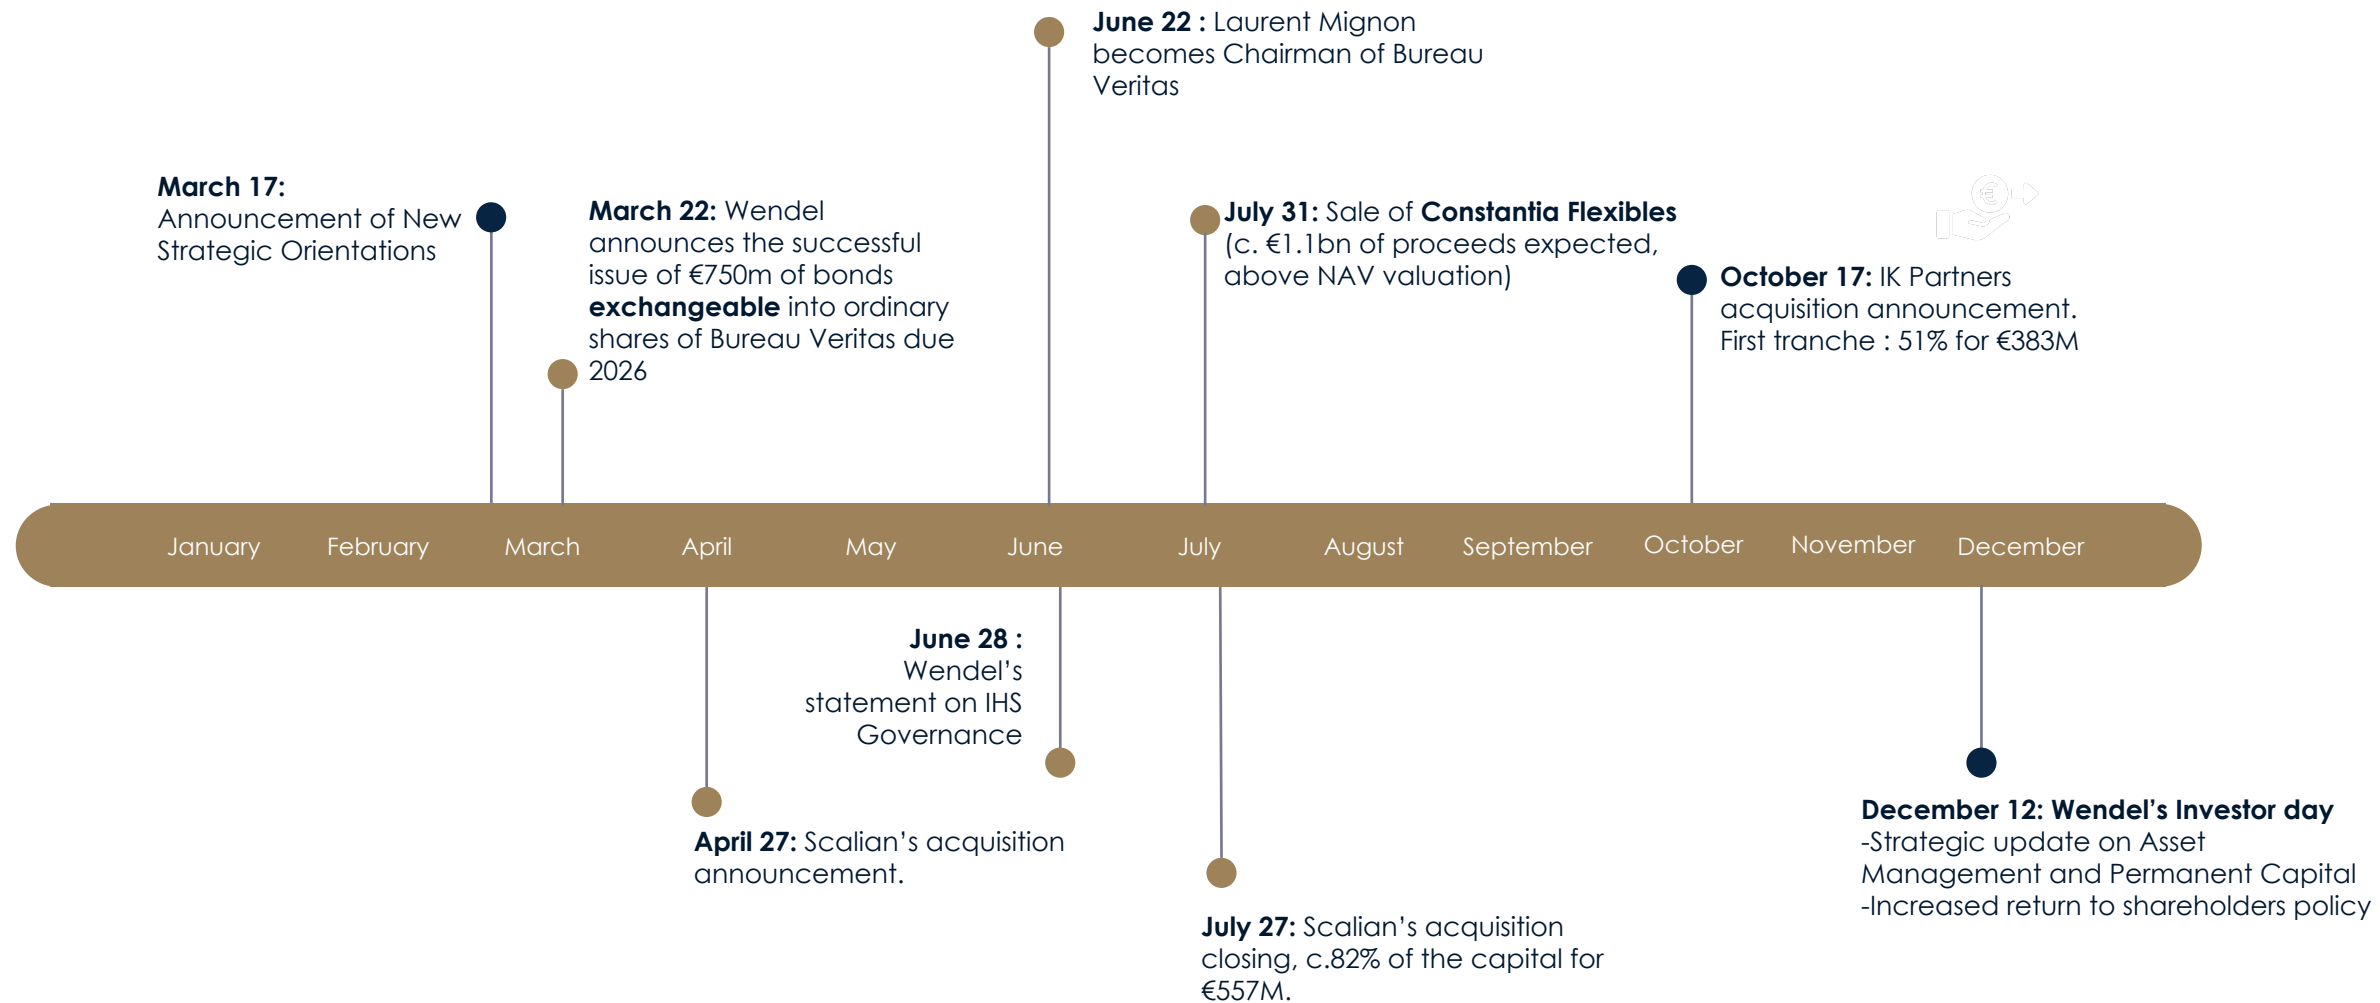 June 22 : Laurent Mignon
becomes Chairman of Bureau
Veritas
March 17:
Announcement of New
Strategic Orientations
March 22: Wendel
announces the successful
issue of €750m of bonds
exchangeable into ordinary
shares of Bureau Veritas due
2026
July 31: Sale of Constantia Flexibles
(c. €1.1bn of proceeds expected,
above NAV valuation)
€
October 17: IK Partners
acquisition announcement.
First tranche : 51% for €383M
January
February
March
April
May
June
July
August
September
October
November
December
June 28 :
Wendel’s
statement on IHS
Governance
April 27: Scalian’s acquisition
announcement.
July 27: Scalian’s acquisition
closing, c.82% of the capital for
€557M.
December 12: Wendel’s Investor day
-Strategic update on Asset
Management and Permanent Capital
-Increased return to shareholders policy